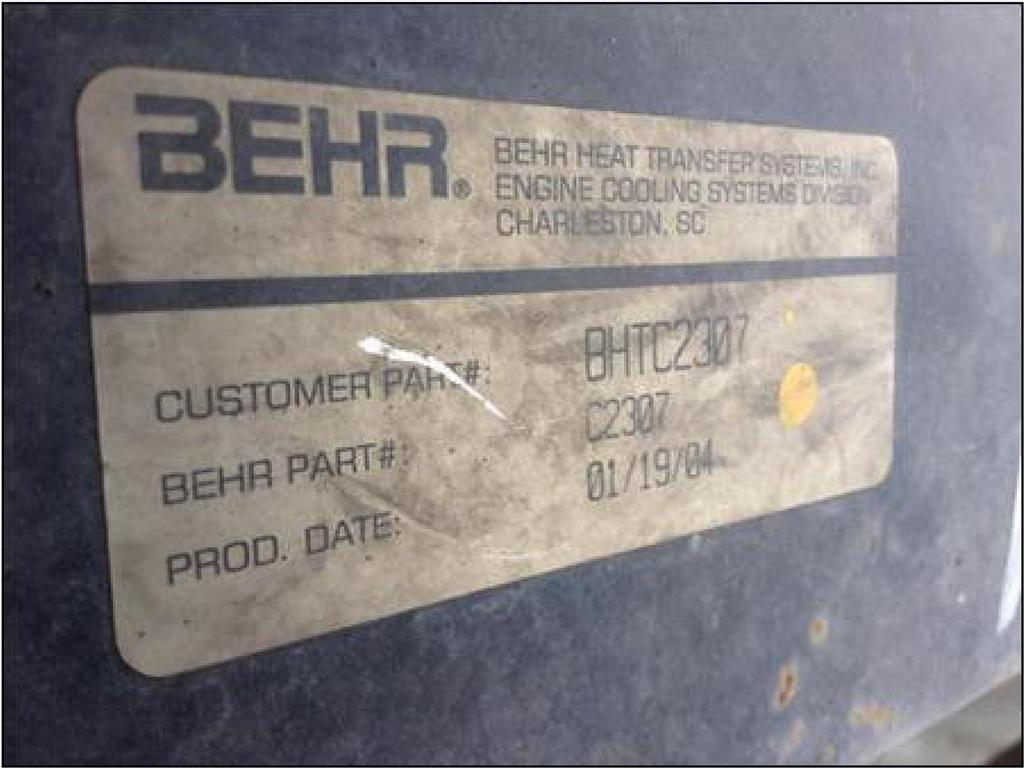 BEHR®
BEHR HEAT TRANSFER SYSTEMS, INC.
ENGINE COOLING SYSTEMS DIVISION
CHARLESTON, SC
CUSTOMER PART#: BHTC2307
BEHR PART#: C2307
PROD. DATE: 01/19/04